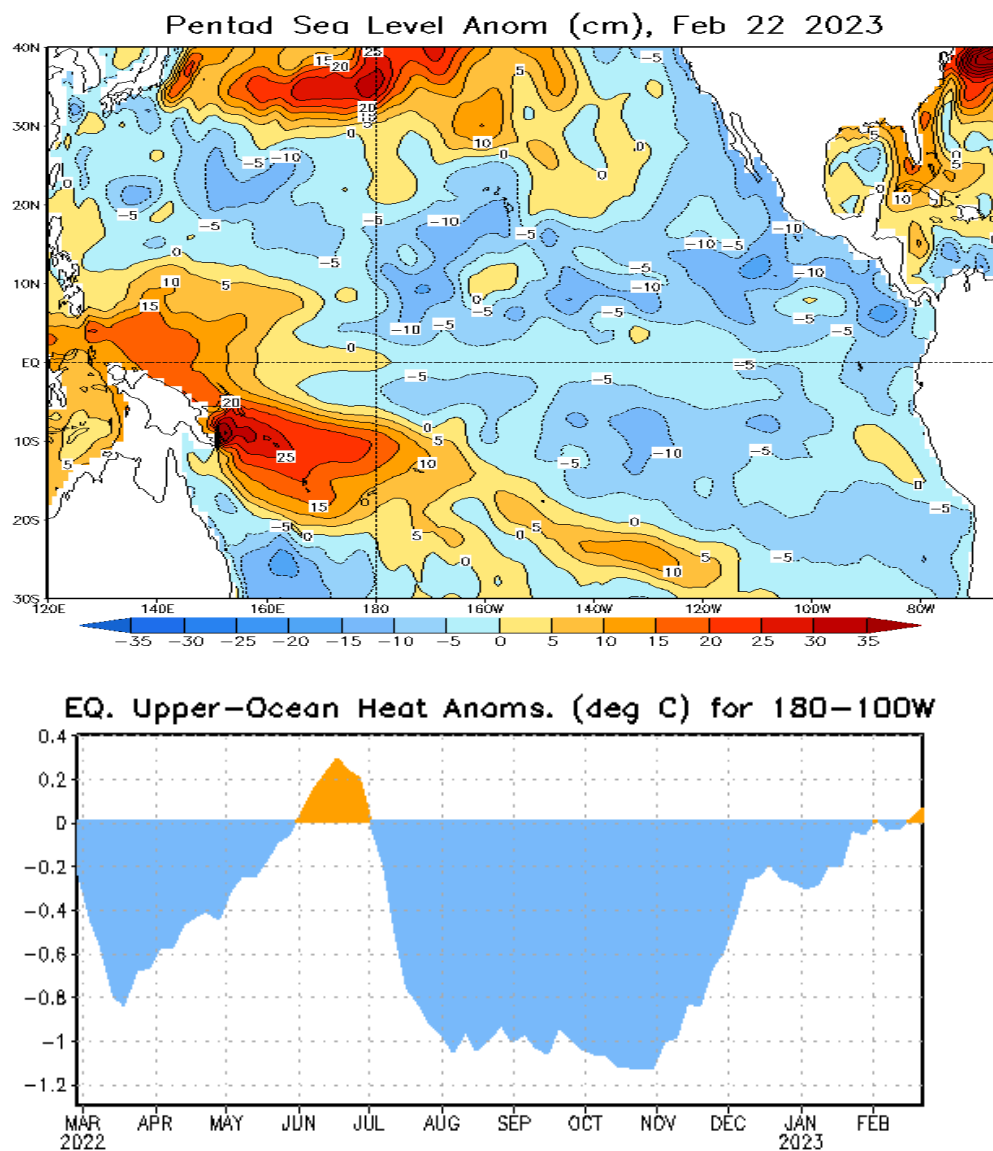 Pentad Sea Level Anom (cm), Feb 22 2023
40N
30N
20N
10N
EQ
10S
20S
30S
120E 140E 160E 180 160W 140W 120W 100W 80W
-35 -30 -25 -20 -15 -10 -5 0 5 10 15 20 25 30 35
EQ. Upper-Ocean Heat Anoms. (deg C) for 180-100W
0.4
0.2
0
-0.2
-0.4
-0.6
-0.8
-1
-1.2
MAR APR MAY JUN JUL AUG SEP OCT NOV DEC JAN FEB
2022 2023